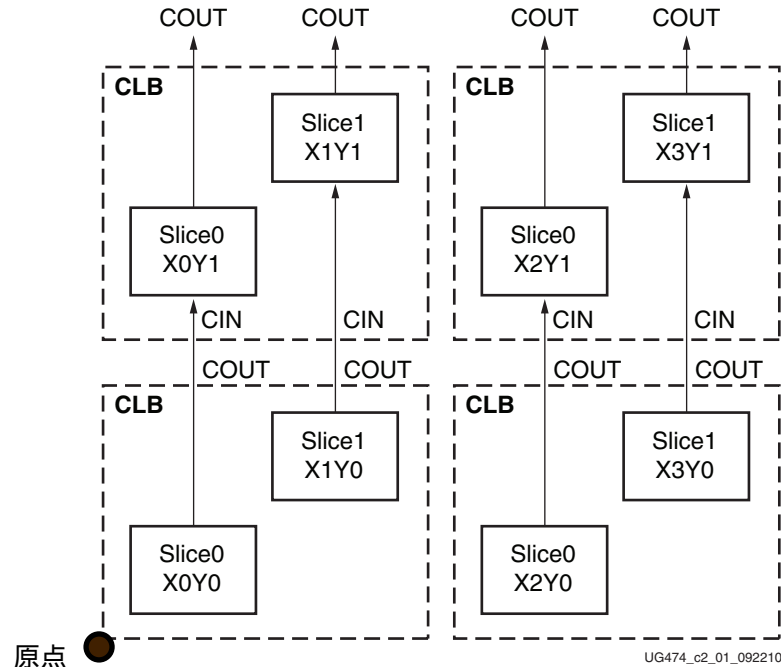 COUT COUT COUT COUT
CLB CLB
Slice1
X1Y1
Slice1
X3Y1
Slice0
X0Y1
Slice0
X2Y1
CIN CIN CIN CIN
COUT COUT COUT COUT
CLB CLB
Slice1
X1Y0
Slice1
X3Y0
Slice0
X0Y0
Slice0
X2Y0
原点
UG474_c2_01_092210